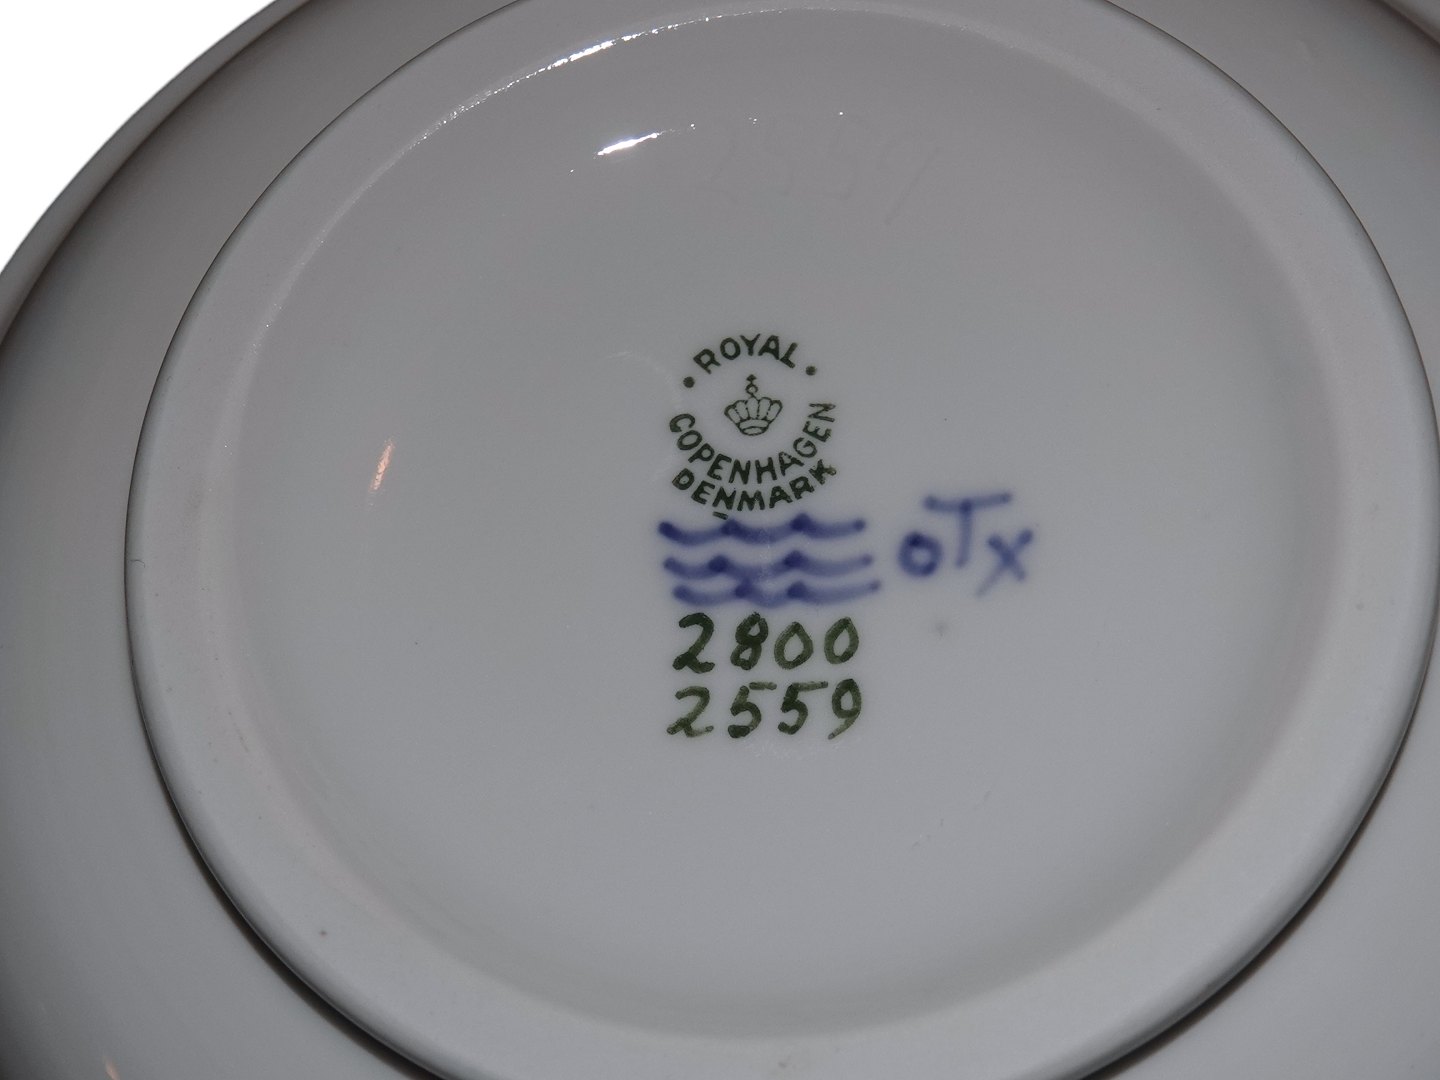 ROYAL
COPENHAGEN
DENMARK
oTx
2800
2559